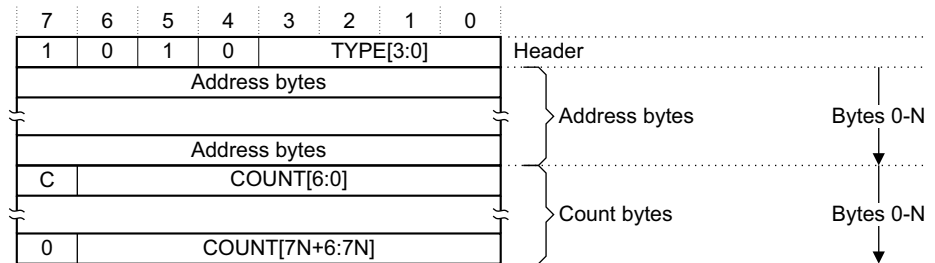 7 6 5 4 3 2 1 0
1 0 1 0 TYPE[3:0] Header
Address bytes
Address bytes Bytes 0-N
Address bytes
C COUNT[6:0]
Count bytes Bytes 0-N
0 COUNT[7N+6:7N]